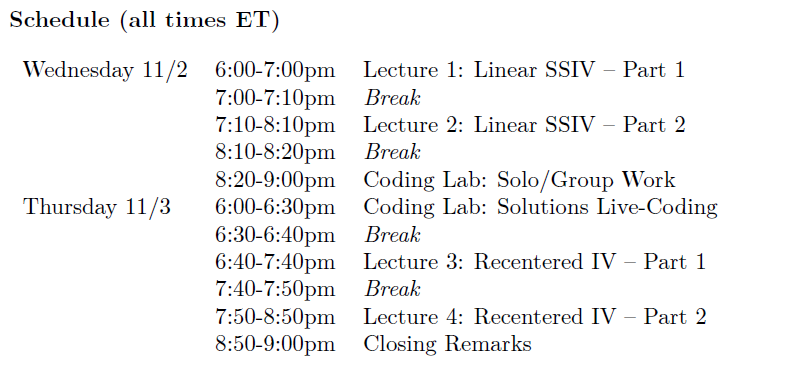 Schedule (all times ET)
Wednesday 11/2 6:00-7:00pm Lecture 1: Linear SSIV – Part 1
7:00-7:10pm Break
7:10-8:10pm Lecture 2: Linear SSIV – Part 2
8:10-8:20pm Break
8:20-9:00pm Coding Lab: Solo/Group Work
Thursday 11/3 6:00-6:30pm Coding Lab: Solutions Live-Coding
6:30-6:40pm Break
6:40-7:40pm Lecture 3: Recentered IV – Part 1
7:40-7:50pm Break
7:50-8:50pm Lecture 4: Recentered IV – Part 2
8:50-9:00pm Closing Remarks